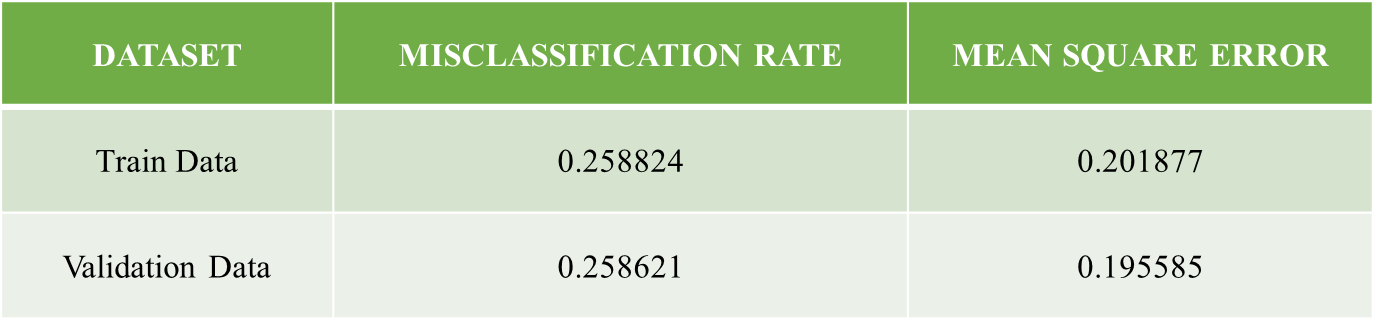 DATASET MISCLASSIFICATION RATE MEAN SQUARE ERROR
Train Data 0.258824 0.201877
Validation Data 0.258621 0.195585